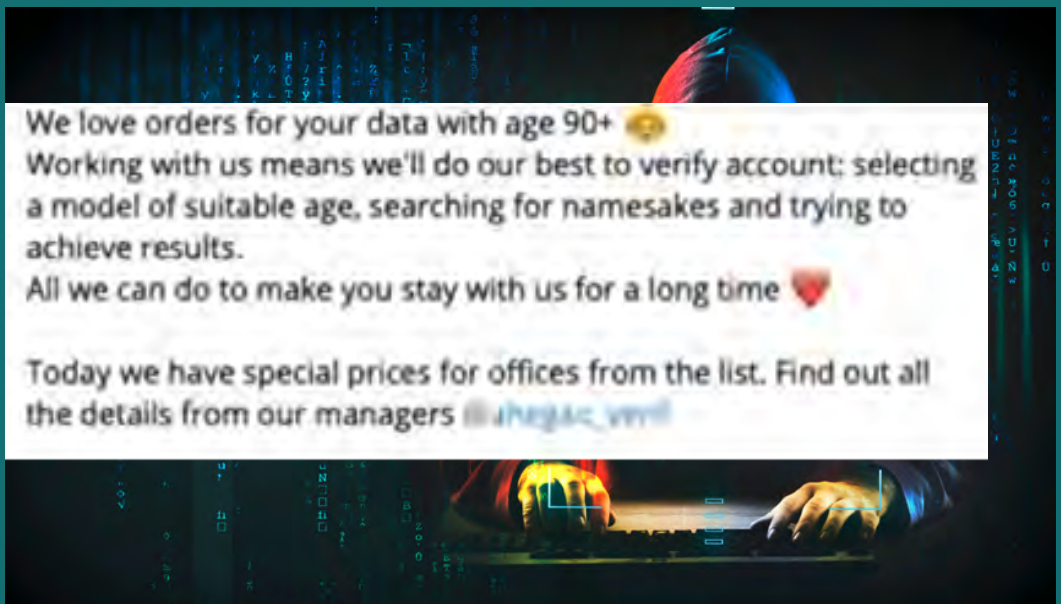 We love orders for your data with age 90+
Working with us means we'll do our best to verify account: selecting
a model of suitable age, searching for namesakes and trying to
achieve results.
All we can do to make you stay with us for a long time
Today we have special prices for offices from the list. Find out all
the details from our managers